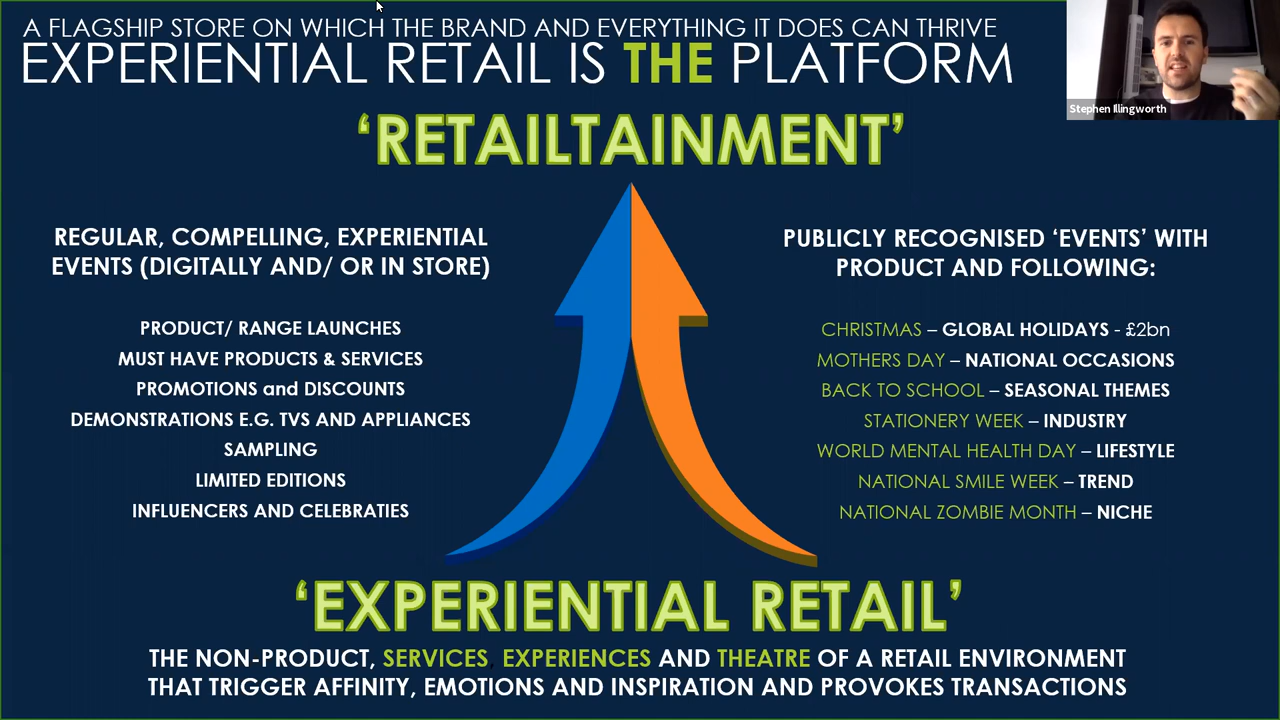 A FLAGSHIP STORE ON WHICH THE BRAND AND EVERYTHING IT DOES CAN THRIVE
EXPERIENTIAL RETAIL IS THE PLATFORM
Stephen Illingworth
‘RETAILTAINMENT’
REGULAR, COMPELLING, EXPERIENTIAL
EVENTS (DIGITALLY AND/ OR IN STORE)
PRODUCT/ RANGE LAUNCHES
MUST HAVE PRODUCTS & SERVICES
PROMOTIONS and DISCOUNTS
DEMONSTRATIONS E.G. TVS AND APPLIANCES
SAMPLING
LIMITED EDITIONS
INFLUENCERS AND CELEBRATIES
PUBLICLY RECOGNISED ‘EVENTS’ WITH
PRODUCT AND FOLLOWING:
CHRISTMAS – GLOBAL HOLIDAYS - £2bn
MOTHERS DAY – NATIONAL OCCASIONS
BACK TO SCHOOL – SEASONAL THEMES
STATIONERY WEEK – INDUSTRY
WORLD MENTAL HEALTH DAY – LIFESTYLE
NATIONAL SMILE WEEK – TREND
NATIONAL ZOMBIE MONTH – NICHE
‘EXPERIENTIAL RETAIL’
THE NON-PRODUCT, SERVICES, EXPERIENCES AND THEATRE OF A RETAIL ENVIRONMENT
THAT TRIGGER AFFINITY, EMOTIONS AND INSPIRATION AND PROVOKES TRANSACTIONS